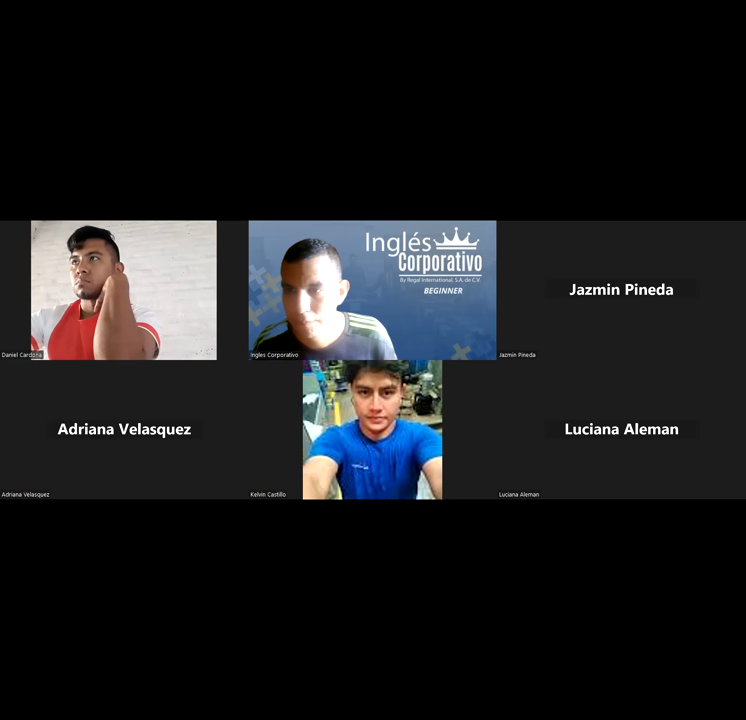 Inglés
Corporativo
By Regal International, S.A. de C.V.
BEGINNER
Jazmin Pineda
Daniel Cardona
Ingles Corporativo
Jazmin Pineda
Adriana Velasquez
Luciana Aleman
Adriana Velasquez
Kelvin Castillo
Luciana Aleman